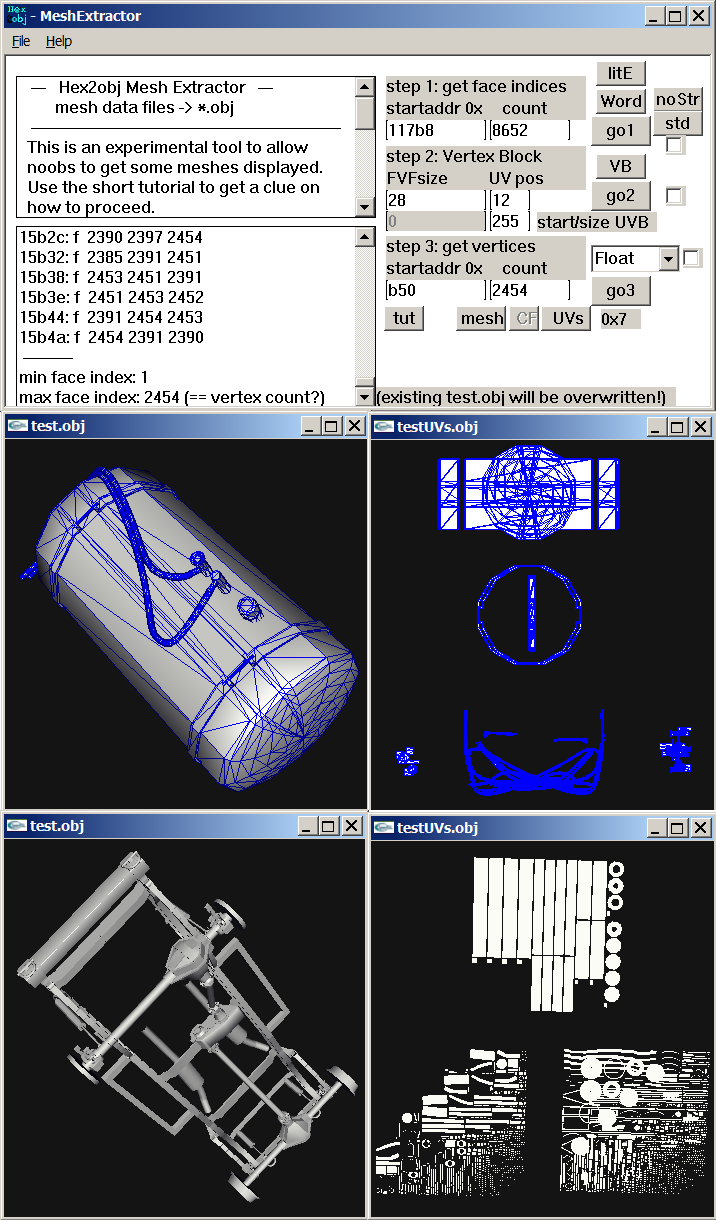 Hex
obj - MeshExtractor
File Help
— Hex2obj Mesh Extractor —
mesh data files -> *.obj
This is an experimental tool to allow
noobs to get some meshes displayed.
Use the short tutorial to get a clue on
how to proceed.
15b2c: f 2390 2397 2454
15b32: f 2385 2391 2451
15b38: f 2453 2451 2391
15b3e: f 2451 2453 2452
15b44: f 2391 2454 2453
15b4a: f 2454 2391 2390
min face index: 1
max face index: 2454 (== vertex count?)
step 1: get face indices
startaddr 0x count
117b8 8652
litE
Word noStr
go1 std
step 2: Vertex Block
FVFsize UV pos
28 12
0 255 start/size UVB
VB
go2
step 3: get vertices
startaddr 0x count
b50 2454
Float
go3
tut mesh CF UVs 0x7
(existing test.obj will be overwritten!)
test.obj
testUVs.obj
test.obj
testUVs.obj